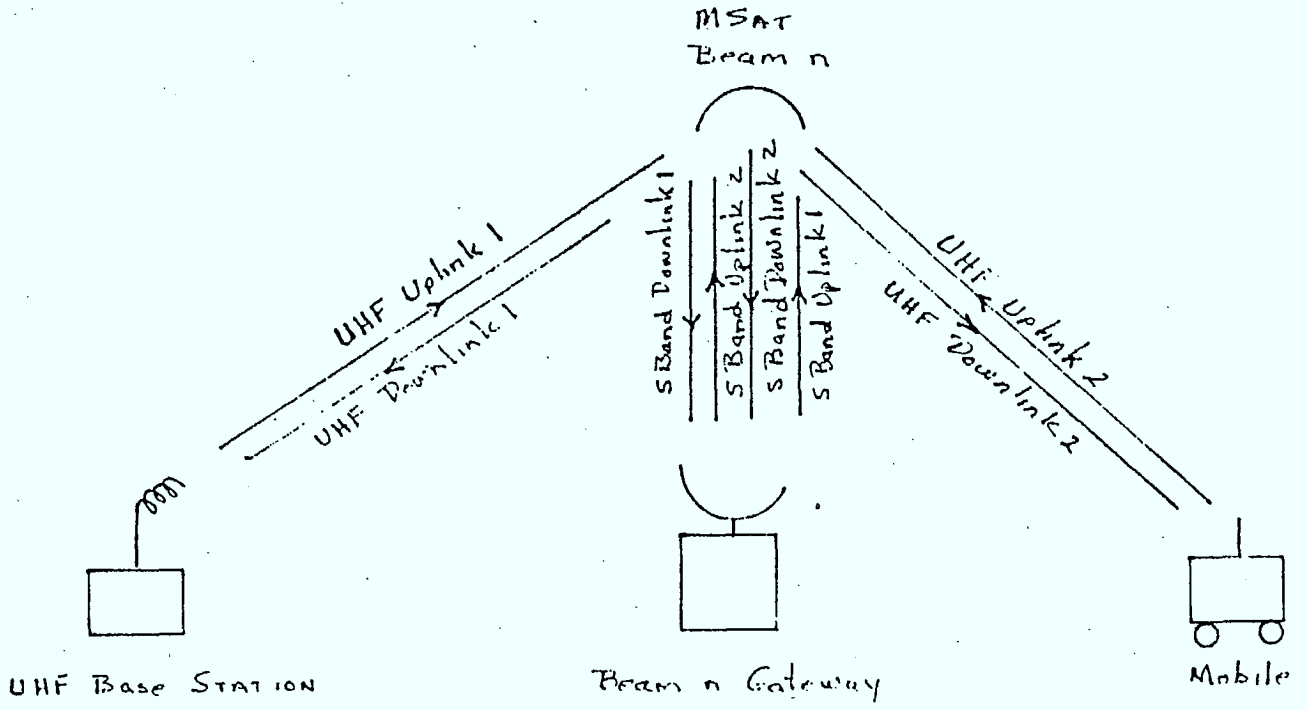 MSAT
Beam n
UHF Uplink 1
UHF Downlink 1
S Band Downlink 1
S Band Uplink 2
S Band Downlink 2
S Band Uplink 1
UHF Uplink 2
UHF Downlink 2
UHF Base STATION
Beam n Gateway
Mobile